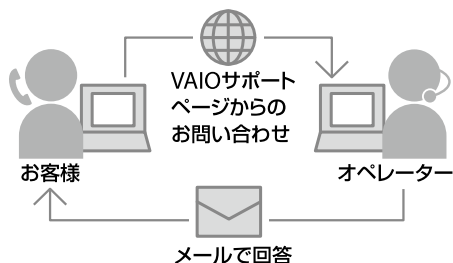 VAIOサポート
ページからの
お問い合わせ
お客様
オペレーター
メールで回答